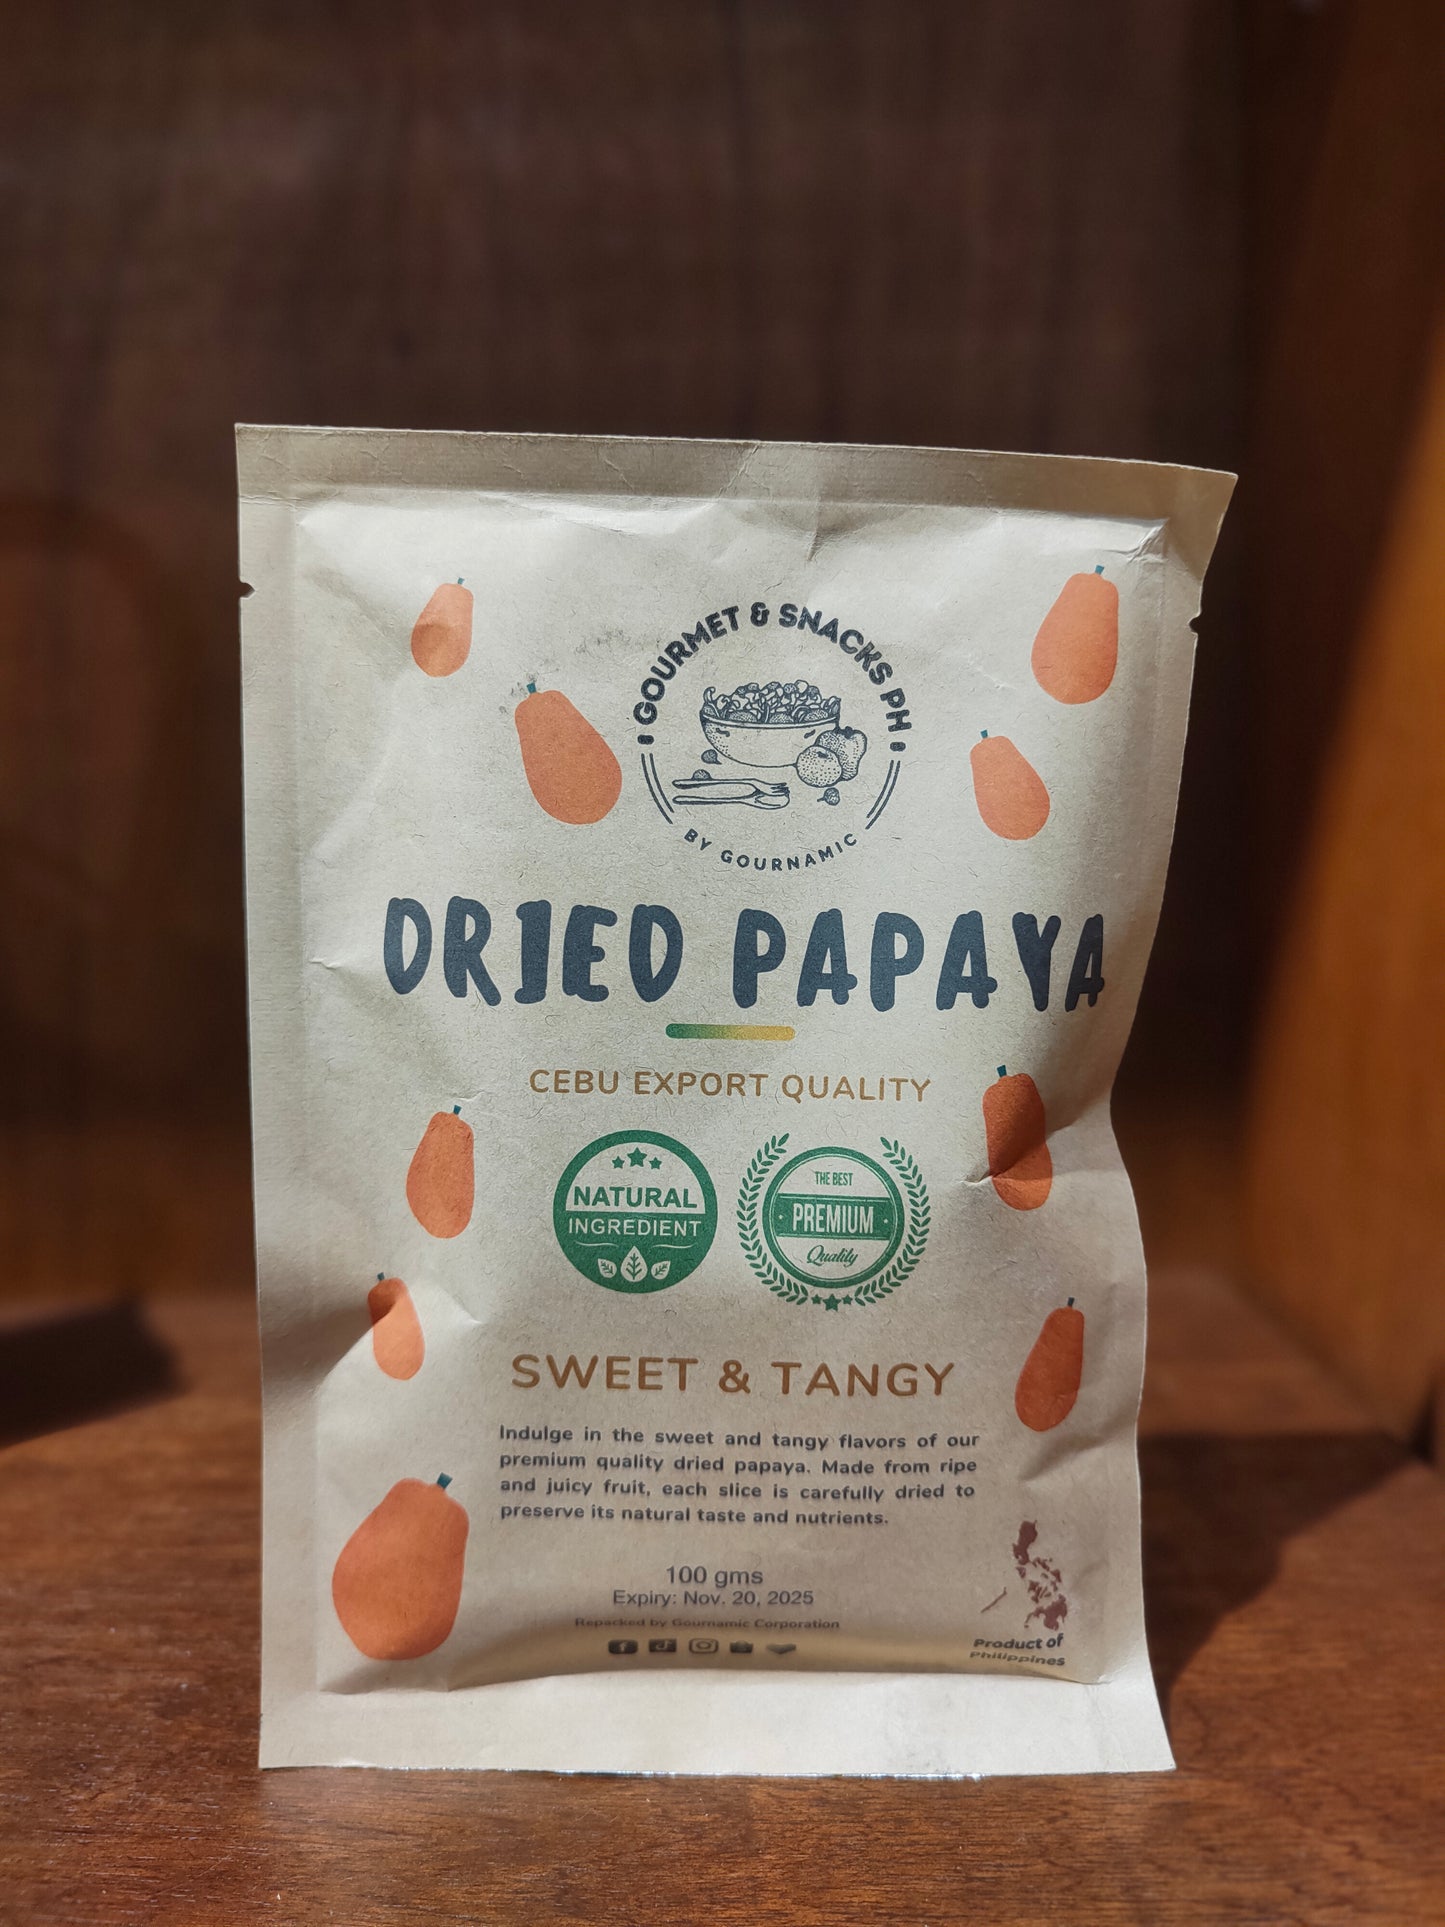 GOURMET & SNACKS PH
BY GOURNAMIC
DRIED PAPAYA
CEBU EXPORT QUALITY
NATURAL
INGREDIENT
THE BEST
PREMIUM
Quality
SWEET & TANGY
Indulge in the sweet and tangy flavors of our
premium quality dried papaya. Made from ripe
and juicy fruit, each slice is carefully dried to
preserve its natural taste and nutrients.
100 gms
Expiry: Nov. 20, 2025
Repacked by Gournamic Corporation
Product of
Philippines